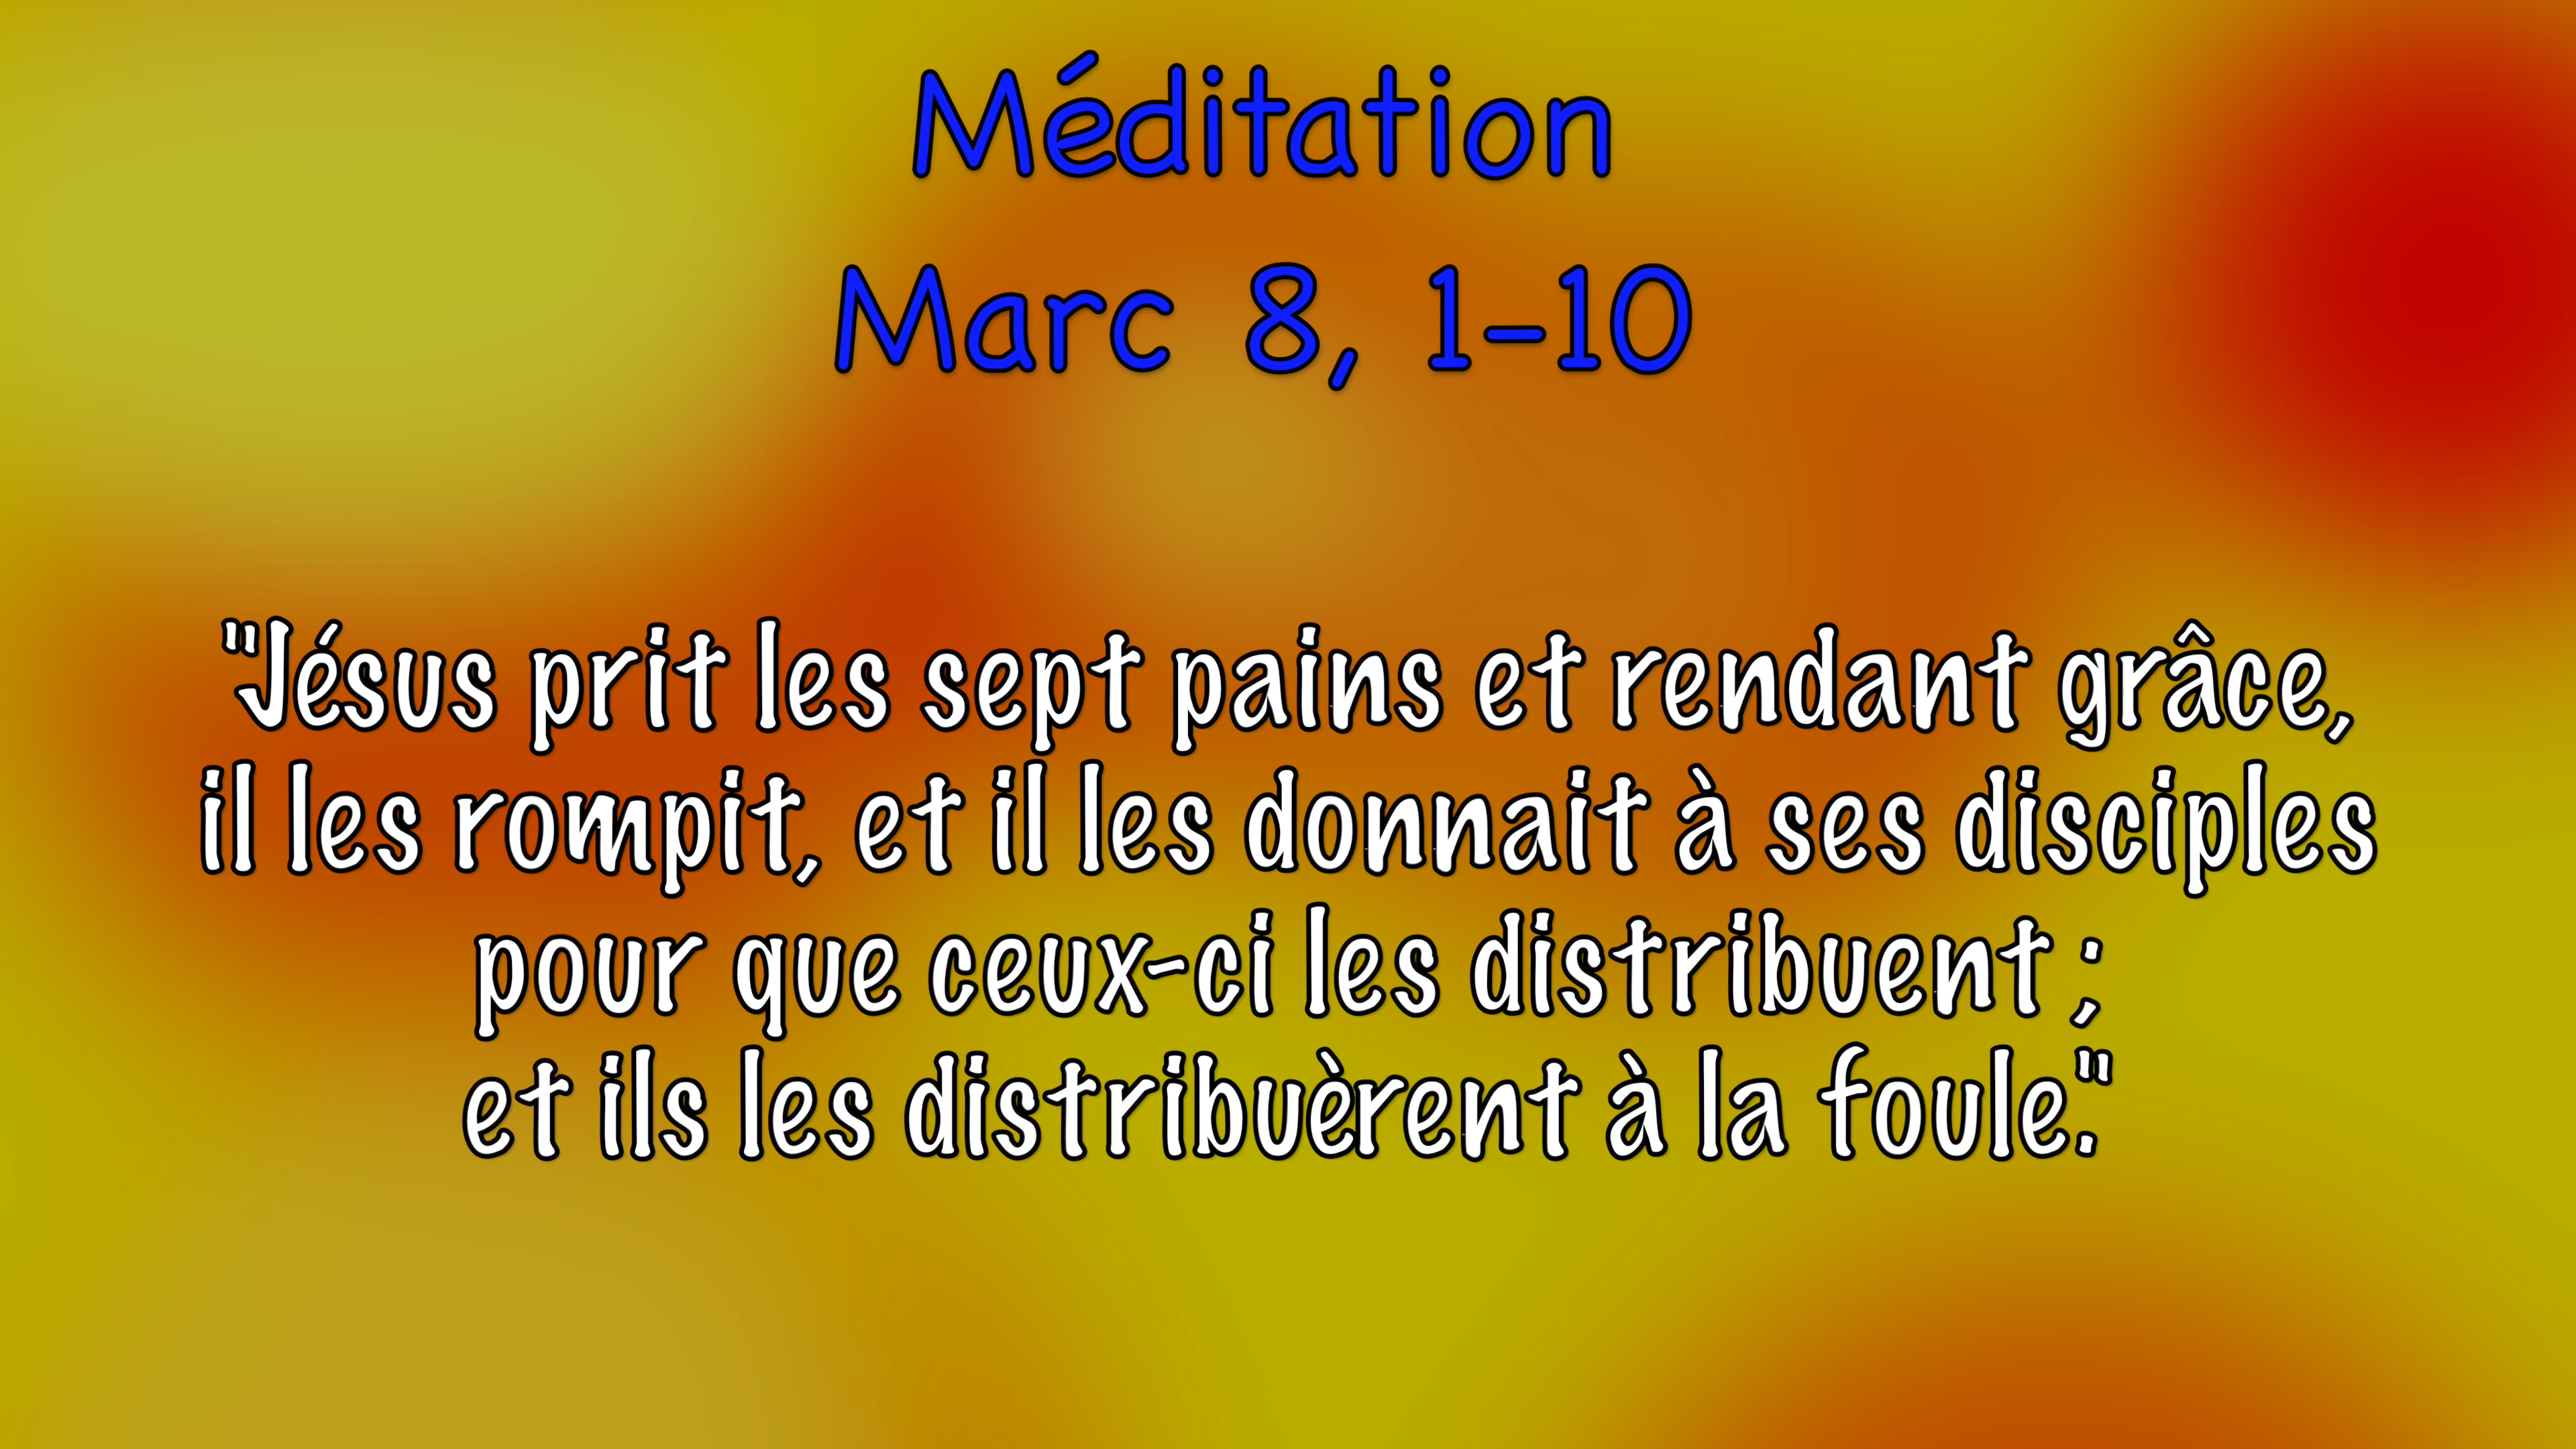 Méditation
Marc 8, 1-10
"Jésus prit les sept pains et rendant grâce,
il les rompit, et il les donnait à ses disciples
pour que ceux-ci les distribuent ;
et ils les distribuèrent à la foule."